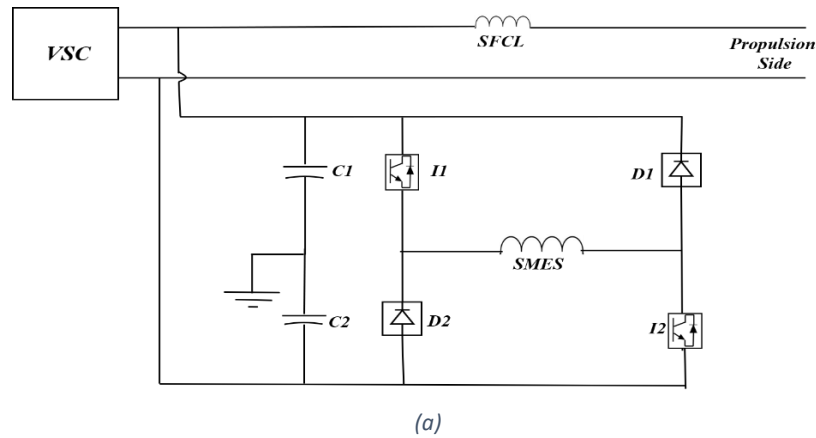 VSC
SFCL
Propulsion
Side
C1
I1
D1
SMES
C2
D2
I2
(a)